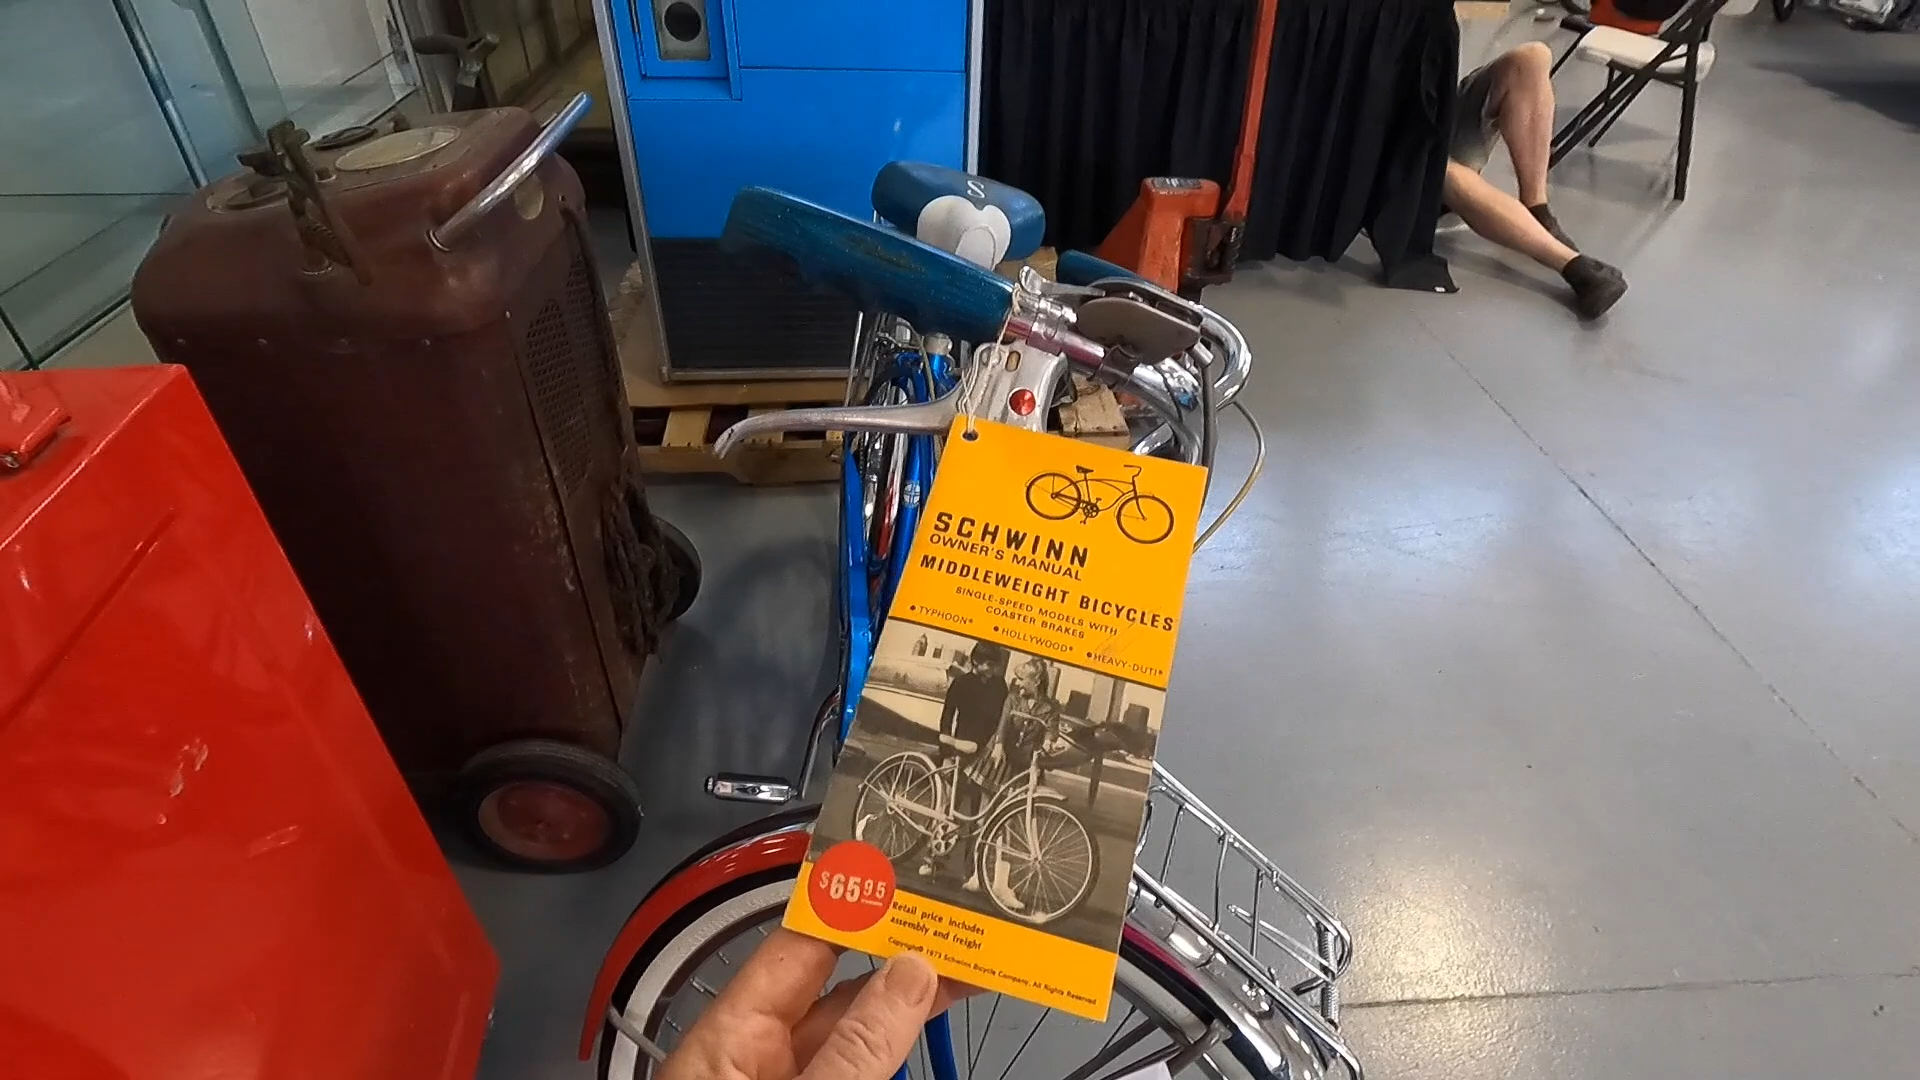 S
SCHWINN
OWNER'S MANUAL
MIDDLEWEIGHT BICYCLES
SINGLE-SPEED MODELS WITH
COASTER BRAKES
• TYPHOON® • HOLLYWOOD® • HEAVY-DUTI®
$65.95
Retail price includes
assembly and freight
Copyright© 1973 Schwinn Bicycle Company, All Rights Reserved